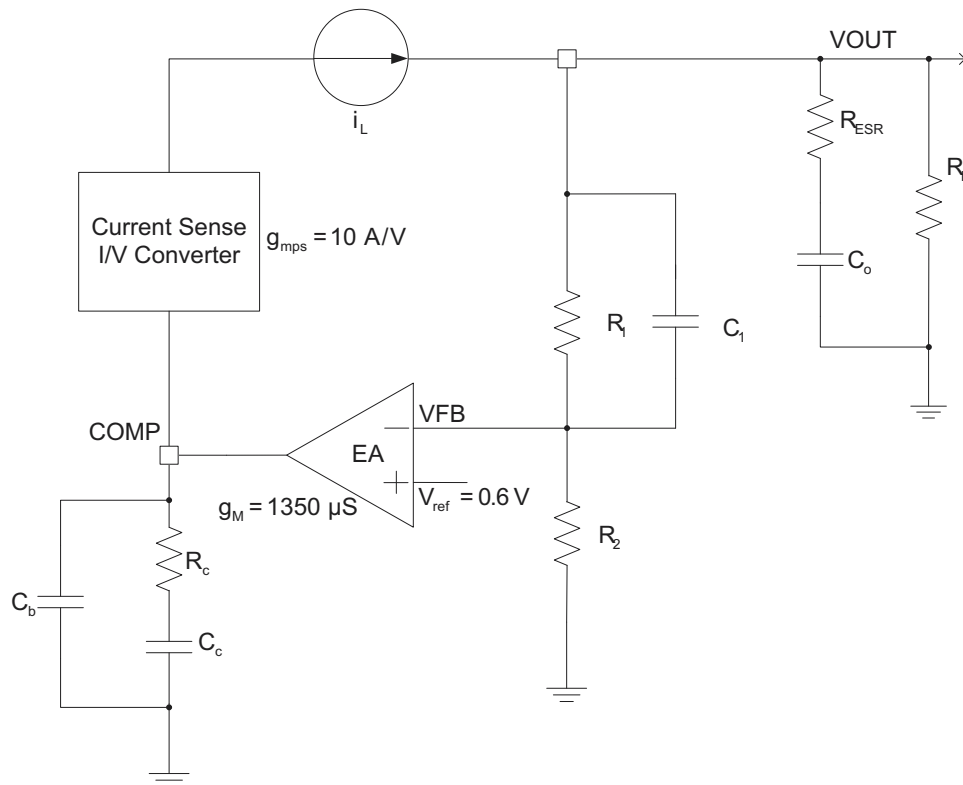 VOUT
i_L
R_ESR
Current Sense
I/V Converter
g_mps = 10 A/V
C_o
R_1
C_1
COMP
VFB
EA
V_ref = 0.6 V
g_M = 1350 µS
R_2
R_c
C_b
C_c